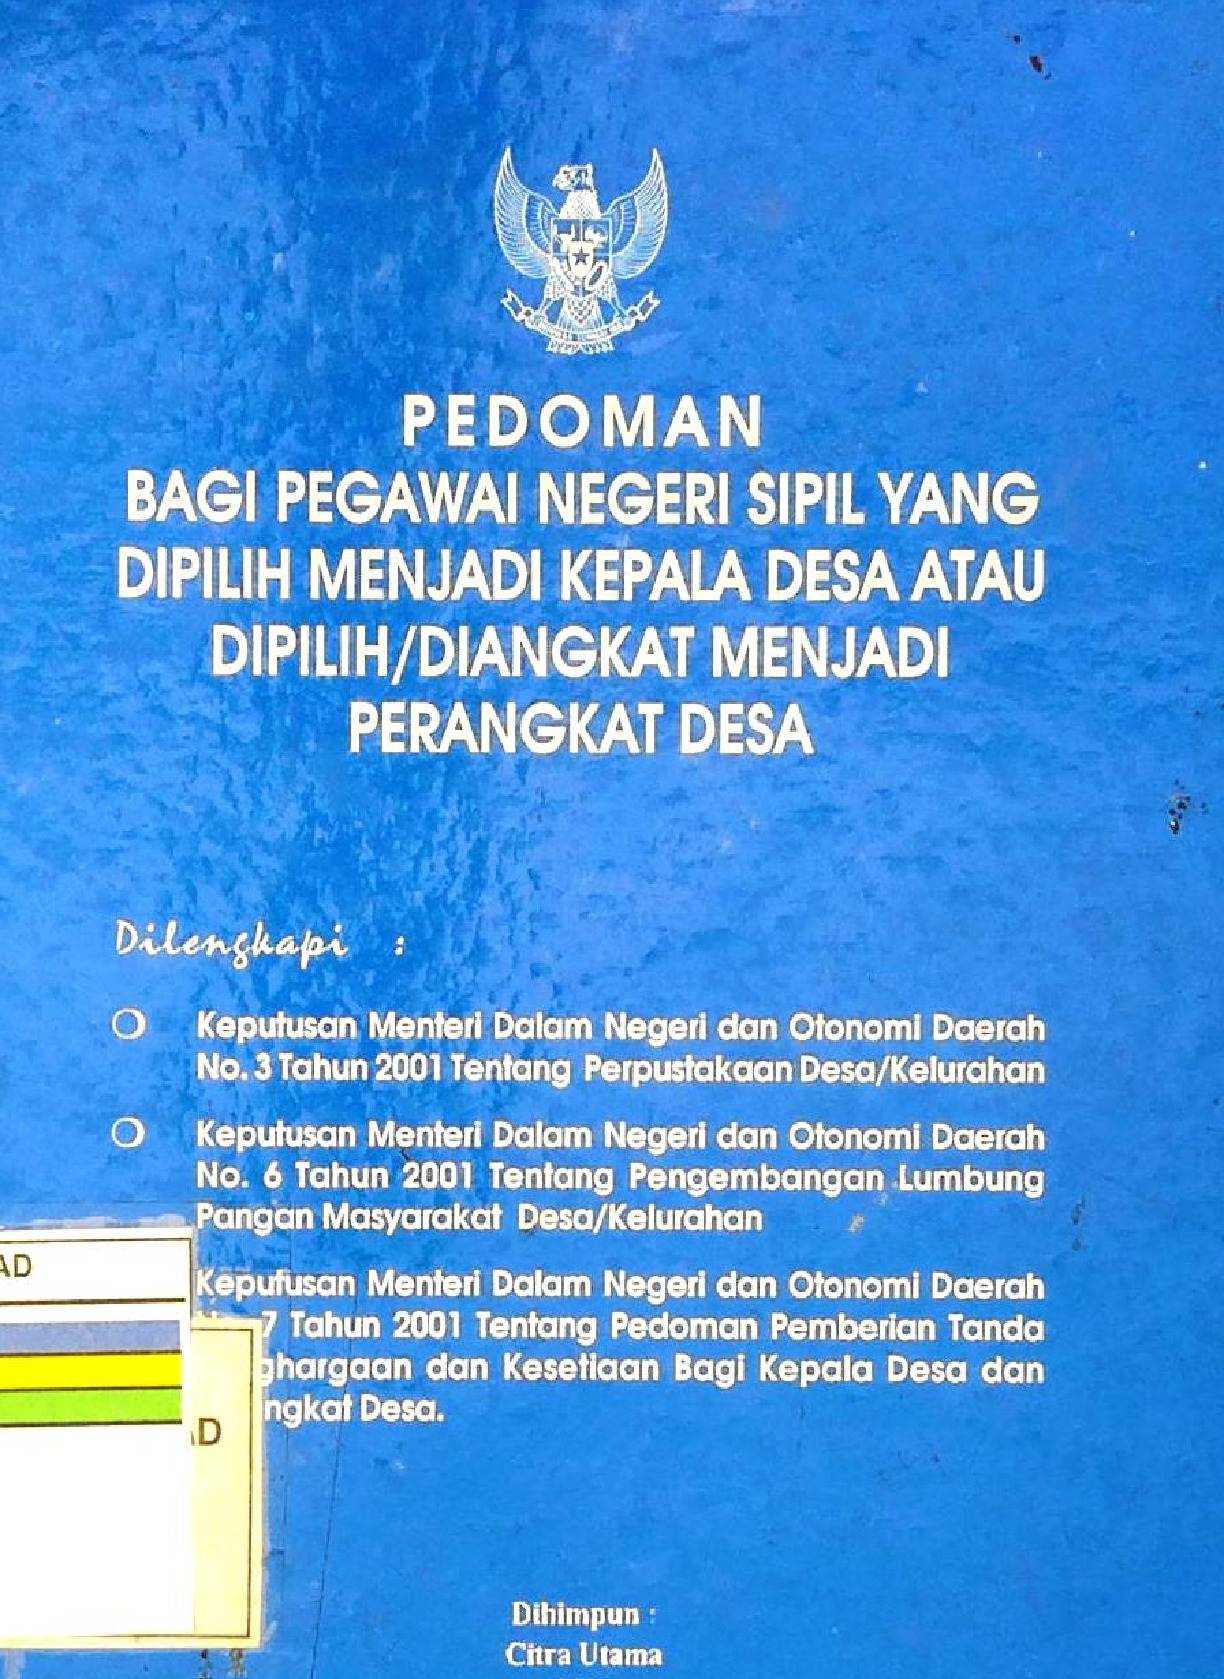 PEDOMAN
BAGI PEGAWAI NEGERI SIPIL YANG
DIPILIH MENJADI KEPALA DESA ATAU
DIPILIH/DIANGKAT MENJADI
PERANGKAT DESA
Dilengkapi :
Keputusan Menteri Dalam Negeri dan Otonomi Daerah
No. 3 Tahun 2001 Tentang Perpustakaan Desa/Kelurahan
Keputusan Menteri Dalam Negeri dan Otonomi Daerah
No. 6 Tahun 2001 Tentang Pengembangan Lumbung
Pangan Masyarakat Desa/Kelurahan
AD
Keputusan Menteri Dalam Negeri dan Otonomi Daerah
7 Tahun 2001 Tentang Pedoman Pemberian Tanda
ghargaan dan Kesetiaan Bagi Kepala Desa dan
ngkat Desa.
AD
Dihimpun :
Citra Utama